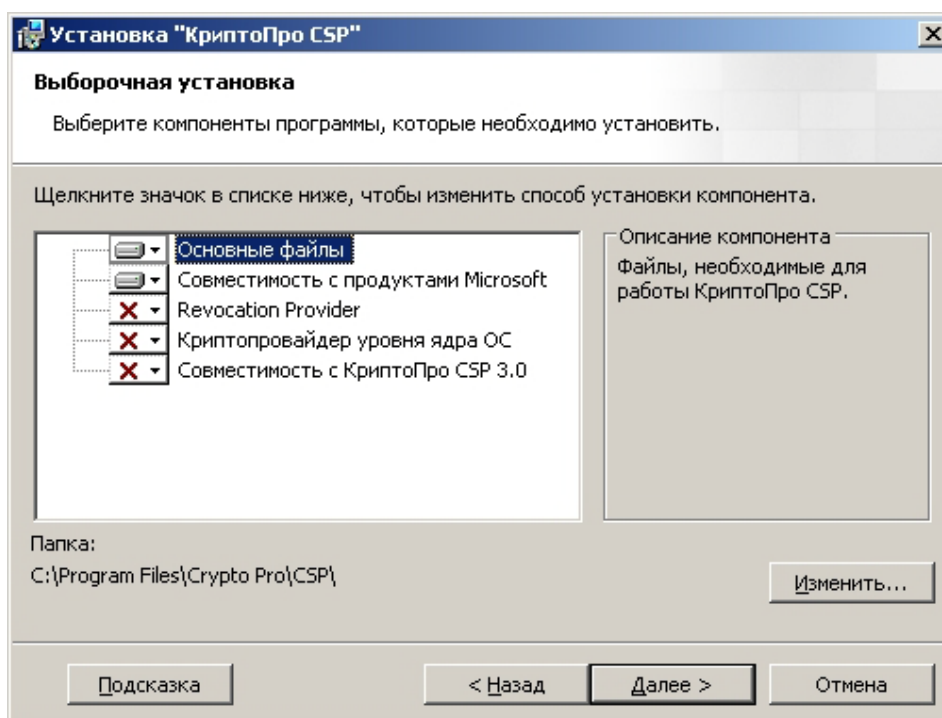 Установка "КриптоПро CSP"
Выборочная установка
Выберите компоненты программы, которые необходимо установить.
Щелкните значок в списке ниже, чтобы изменить способ установки компонента.
Основные файлы
Совместимость с продуктами Microsoft
Revocation Provider
Криптопровайдер уровня ядра ОС
Совместимость с КриптоПро CSP 3.0
Описание компонента
Файлы, необходимые для
работы КриптоПро CSP.
Папка:
C:\Program Files\Crypto Pro\CSP\
Изменить...
Подсказка
< Назад
Далее >
Отмена